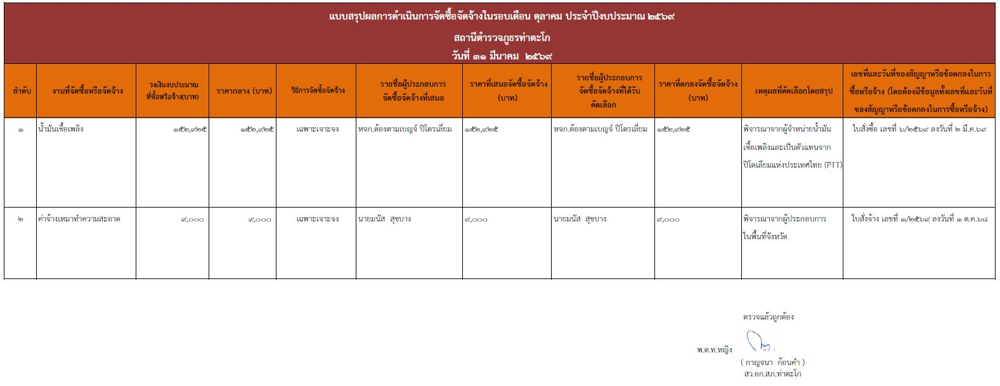 แบบสรุปผลการดำเนินการจัดซื้อจัดจ้างในรอบเดือน ตุลาคม ประจำปีงบประมาณ ๒๕๖๙
สถานีตำรวจภูธรท่าตะโก
วันที่ ๓๑ มีนาคม ๒๕๖๙
ลำดับ
งานที่จัดซื้อหรือจัดจ้าง
วงเงินงบประมาณ
ที่ซื้อหรือจ้าง(บาท)
ราคากลาง (บาท)
วิธีการจัดซื้อจัดจ้าง
รายชื่อผู้ประกอบการ
จัดซื้อจัดจ้างที่เสนอ
ราคาที่เสนอจัดซื้อจัดจ้าง
(บาท)
รายชื่อผู้ประกอบการ
จัดซื้อจัดจ้างที่ได้รับ
คัดเลือก
ราคาที่ตกลงจัดซื้อจัดจ้าง
(บาท)
เหตุผลที่คัดเลือกโดยสรุป
เลขที่และวันที่ของสัญญาหรือข้อตกลงในการ
ซื้อหรือจ้าง (โดยต้องมีข้อมูลทั้งเลขที่และวันที่
ของสัญญาหรือข้อตกลงในการซื้อหรือจ้าง)
๑ น้ำมันเชื้อเพลิง ๑๕๒,๙๒๕ ๑๕๒,๙๒๕ เฉพาะเจาะจง หจก.ต้องตามเบญจ์ ปิโตรเลี่ยม ๑๕๒,๙๒๕ หจก.ต้องตามเบญจ์ ปิโตรเลี่ยม ๑๕๒,๙๒๕ พิจารณาจากผู้จำหน่ายน้ำมัน ใบสั่งซื้อ เลขที่ ๖/๒๕๖๙ ลงวันที่ ๒ มี.ค.๖๙
เชื้อเพลิงและเป็นตัวแทนจาก
ปิโตเลียมแห่งประเทศไทย (PTT)
๒ ค่าจ้างเหมาทำความสะอาด ๙,๐๐๐ ๙,๐๐๐ เฉพาะเจาะจง นายมนัส สุขบาง ๙,๐๐๐ นายมนัส สุขบาง ๙,๐๐๐ พิจารณาจากผู้ประกอบการ ใบสั่งจ้าง เลขที่ ๑/๒๕๖๙ ลงวันที่ ๑ ต.ค.๖๘
ในพื้นที่จังหวัด
ตรวจแล้วถูกต้อง
พ.ต.ท.หญิง
( กาญจนา ก้อนคำ )
สว.อก.สภ.ท่าตะโก